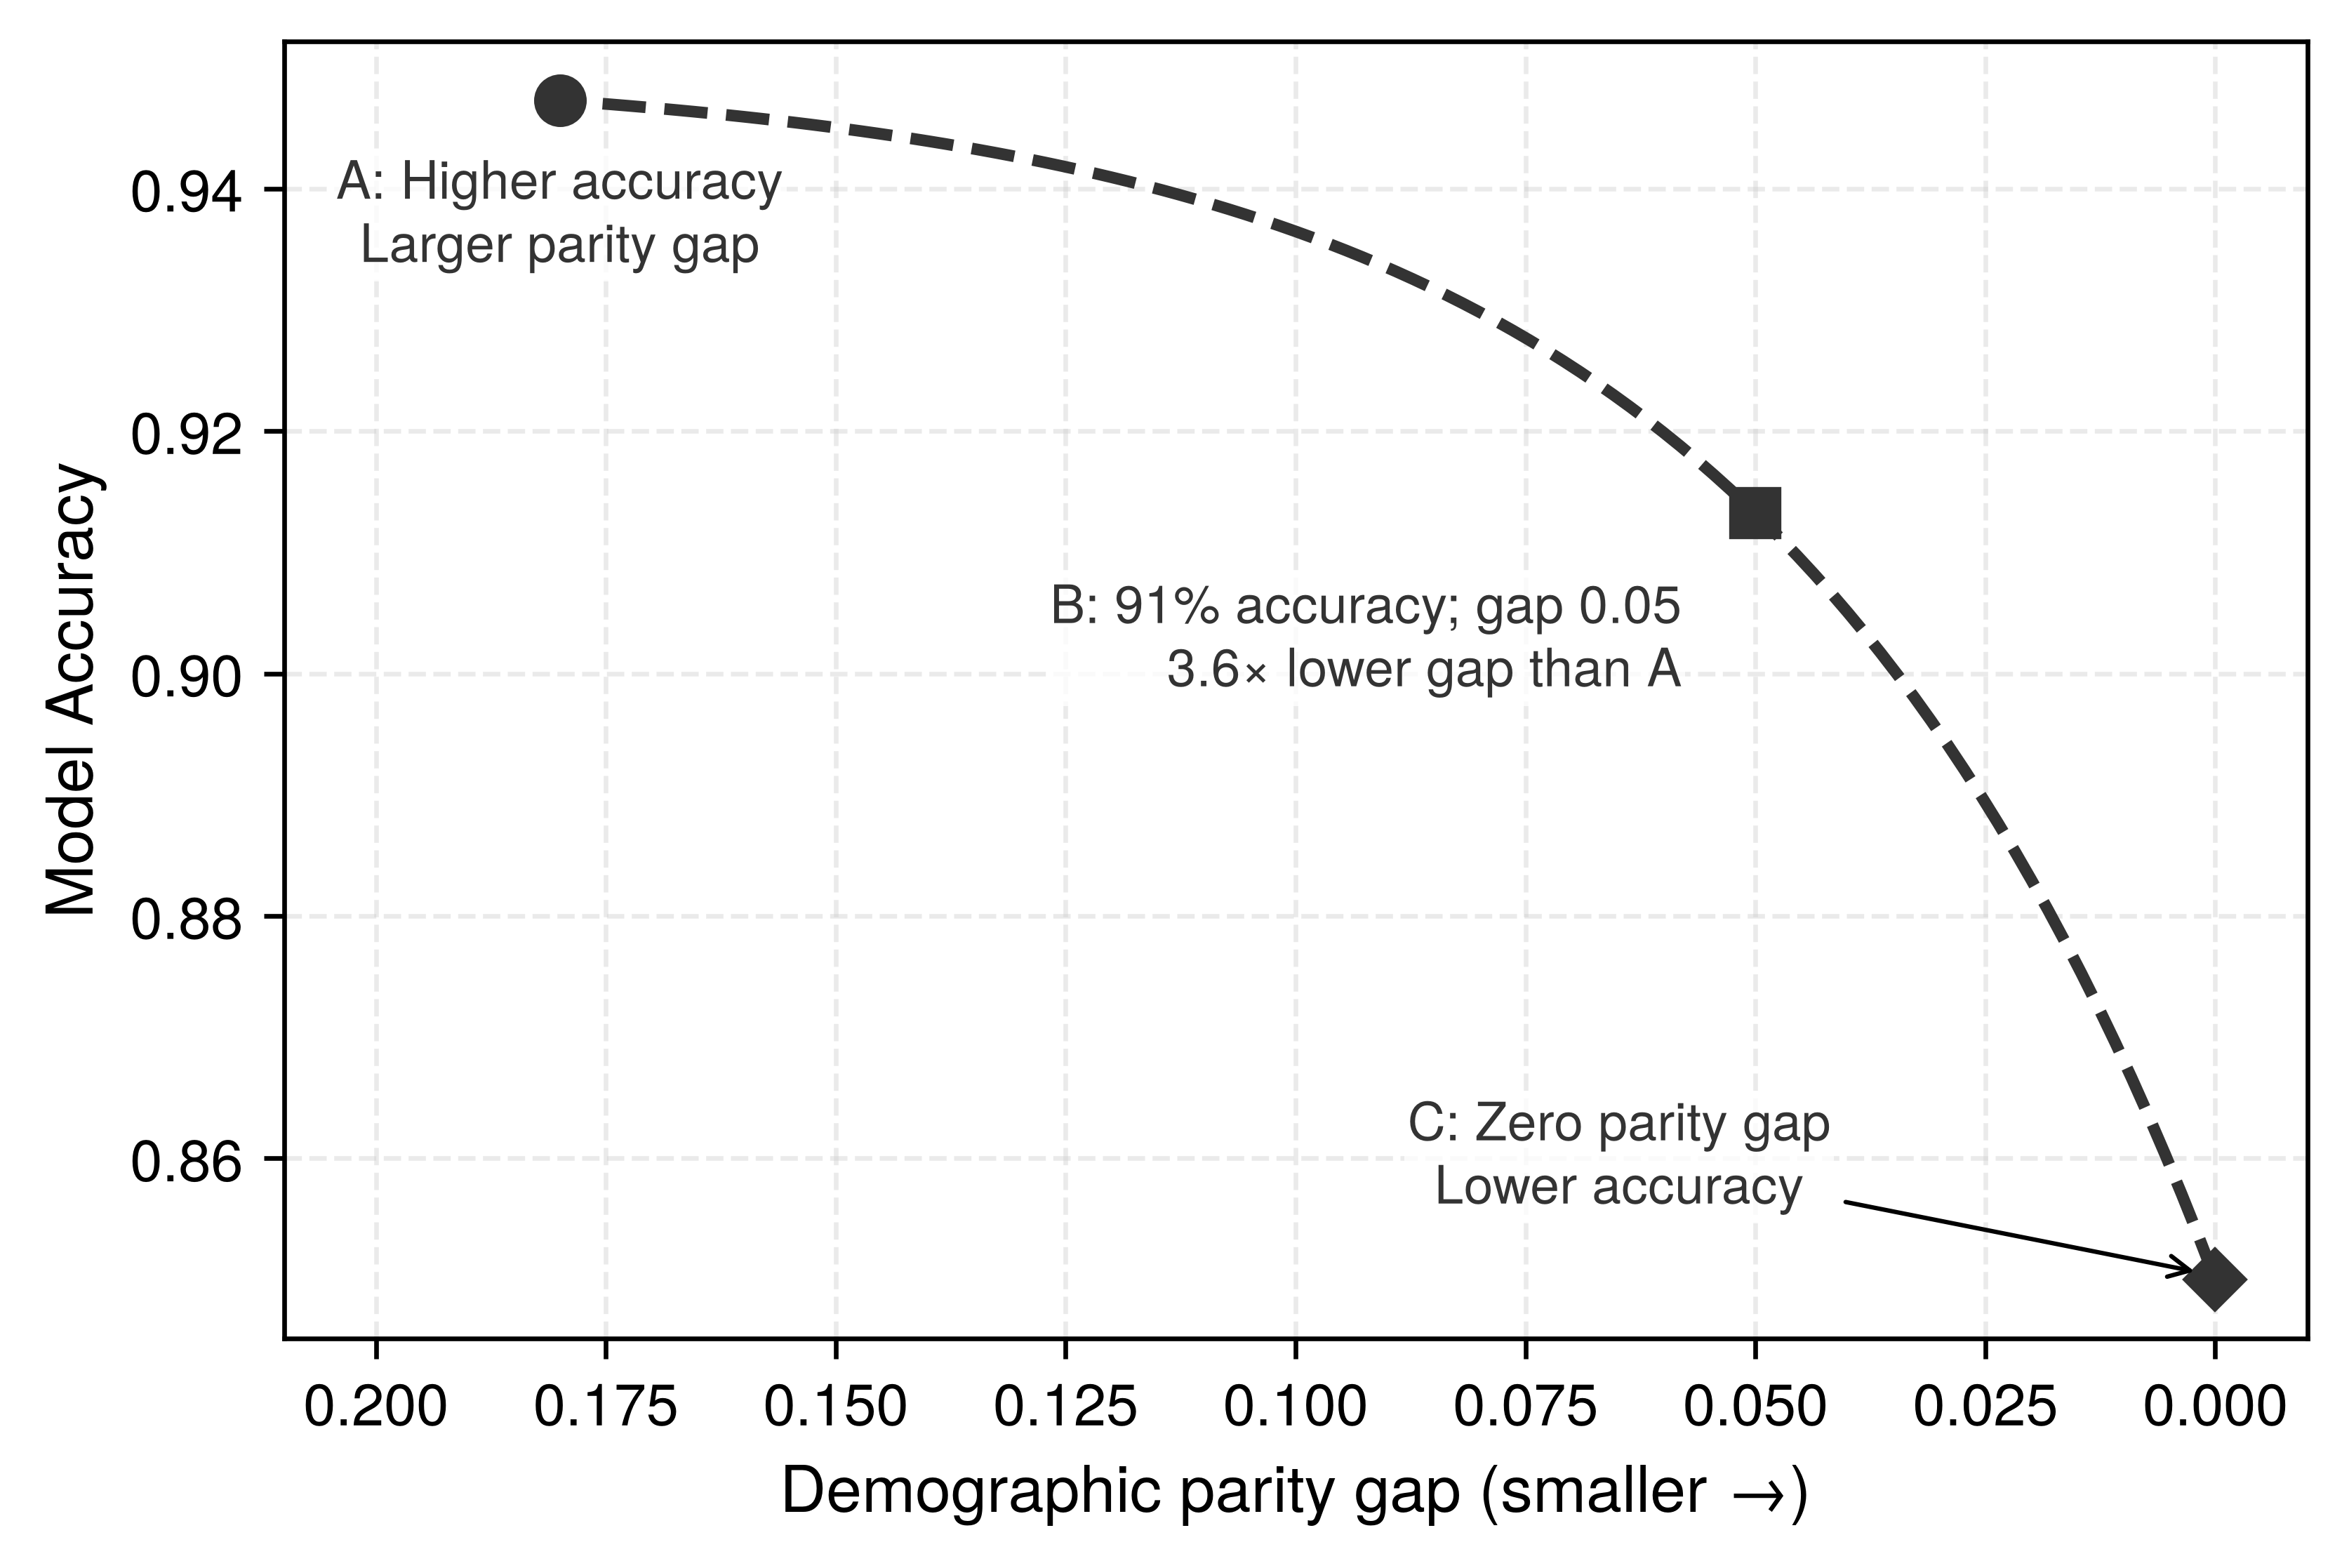 A: Higher accuracy
Larger parity gap
B: 91% accuracy; gap 0.05
3.6× lower gap than A
C: Zero parity gap
Lower accuracy
Model Accuracy
0.94
0.92
0.90
0.88
0.86
0.200 0.175 0.150 0.125 0.100 0.075 0.050 0.025 0.000
Demographic parity gap (smaller →)